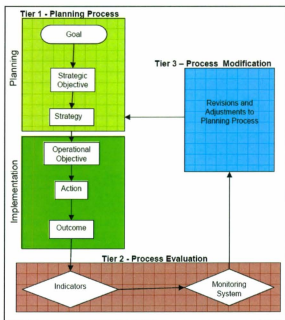 Tier 1 - Planning Process
Planning
Goal
Strategic
Objective
Strategy
Implementation
Operational
Objective
Action
Outcome
Tier 3 – Process Modification
Revisions and
Adjustments to
Planning Process
Tier 2 - Process Evaluation
Indicators
Monitoring
System